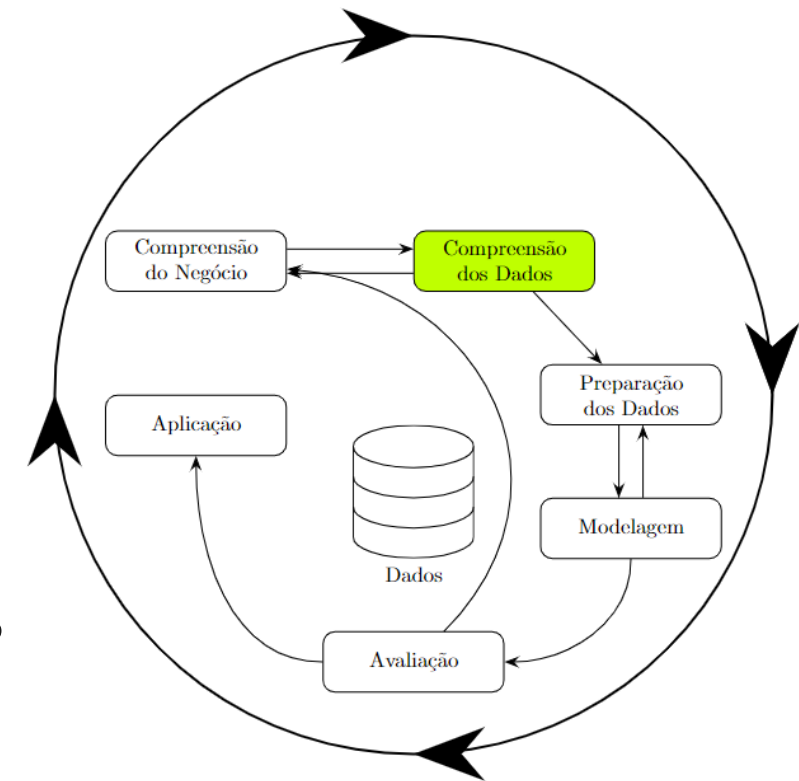 Compreensão
do Negócio
Compreensão
dos Dados
Preparação
dos Dados
Aplicação
Modelagem
Dados
Avaliação